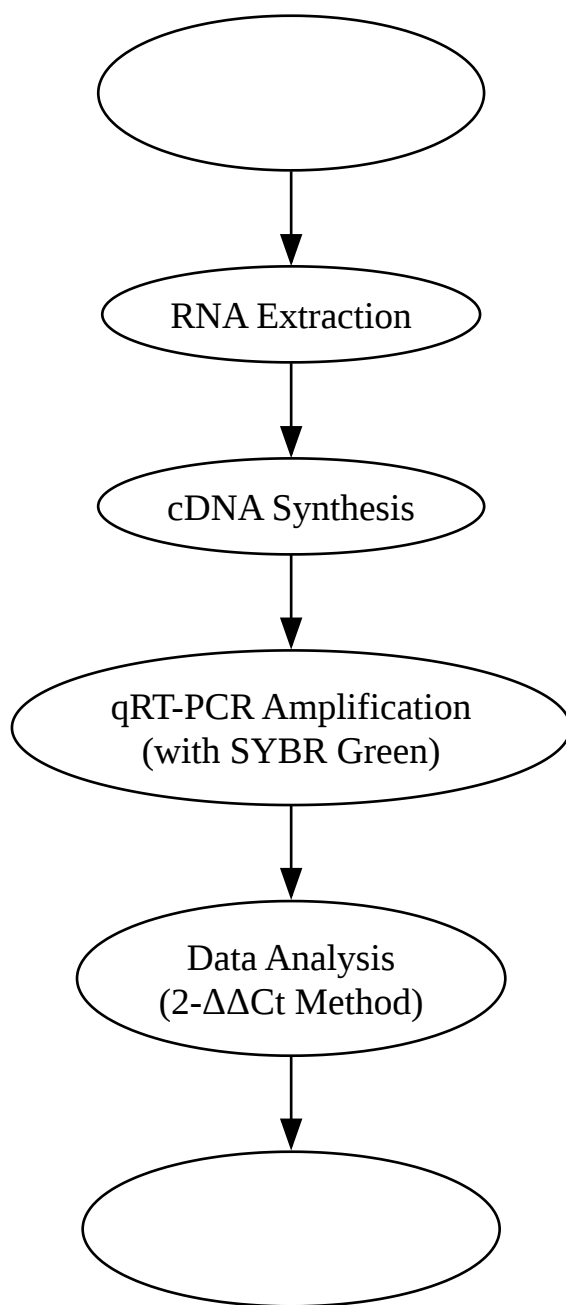 RNA Extraction
cDNA Synthesis
qRT-PCR Amplification
(with SYBR Green)
Data Analysis
(2-ΔΔCt Method)